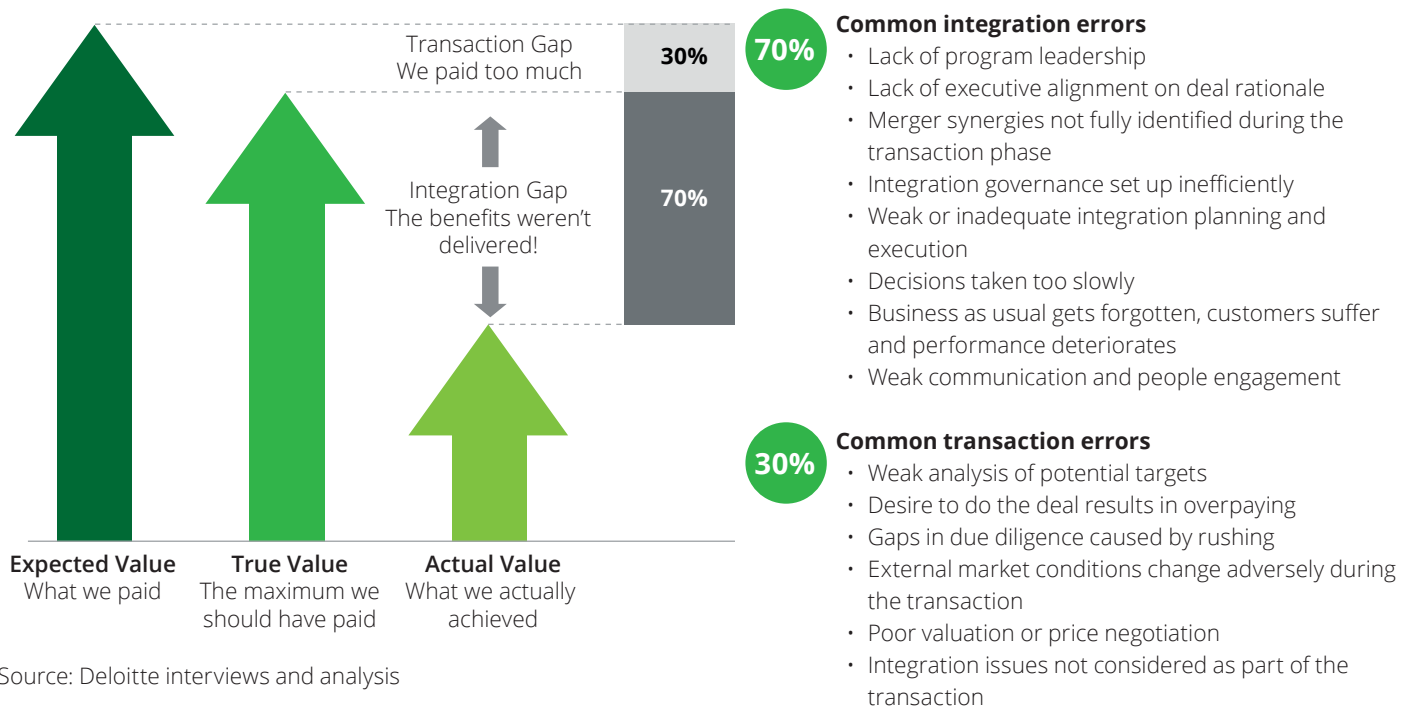 Transaction Gap
We paid too much
30%
Integration Gap
The benefits weren't
delivered!
70%
Expected Value
What we paid
True Value
The maximum we
should have paid
Actual Value
What we actually
achieved
Source: Deloitte interviews and analysis
70%
Common integration errors
• Lack of program leadership
• Lack of executive alignment on deal rationale
• Merger synergies not fully identified during the
transaction phase
• Integration governance set up inefficiently
• Weak or inadequate integration planning and
execution
• Decisions taken too slowly
• Business as usual gets forgotten, customers suffer
and performance deteriorates
• Weak communication and people engagement
30%
Common transaction errors
• Weak analysis of potential targets
• Desire to do the deal results in overpaying
• Gaps in due diligence caused by rushing
• External market conditions change adversely during
the transaction
• Poor valuation or price negotiation
• Integration issues not considered as part of the
transaction